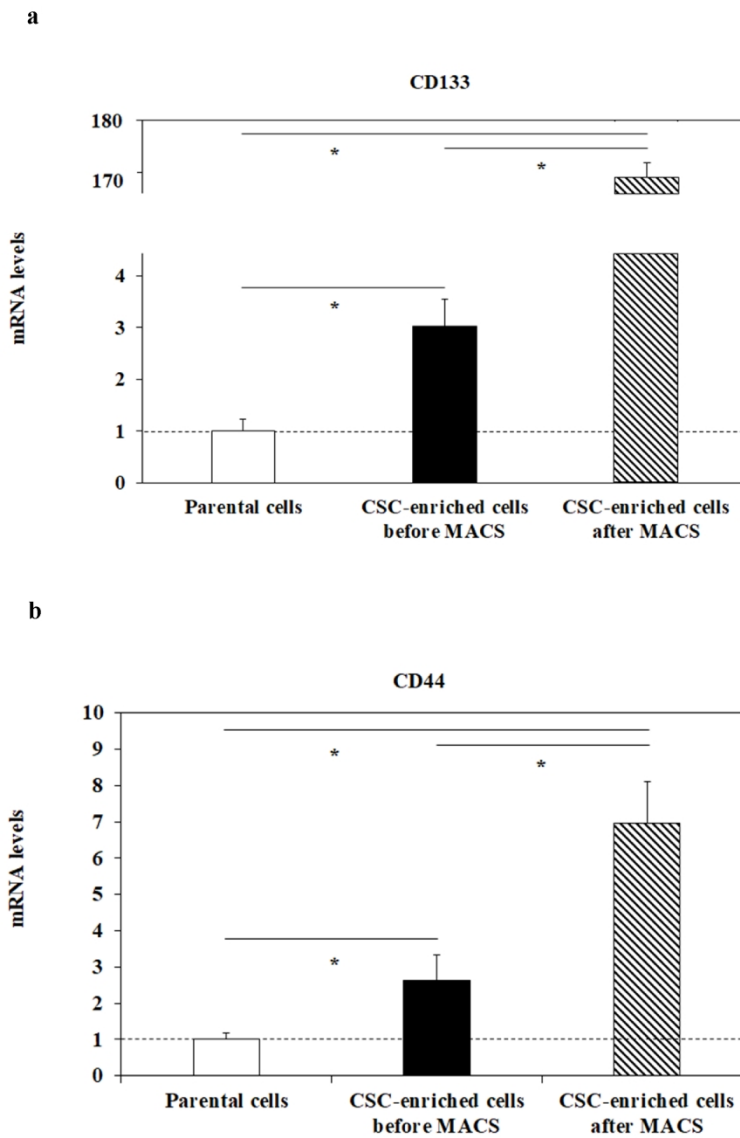 a
CD133
mRNA levels
180
170
4
3
2
1
0
*
*
*
Parental cells
CSC-enriched cells
before MACS
CSC-enriched cells
after MACS
b
CD44
mRNA levels
10
9
8
7
6
5
4
3
2
1
0
*
*
*
Parental cells
CSC-enriched cells
before MACS
CSC-enriched cells
after MACS